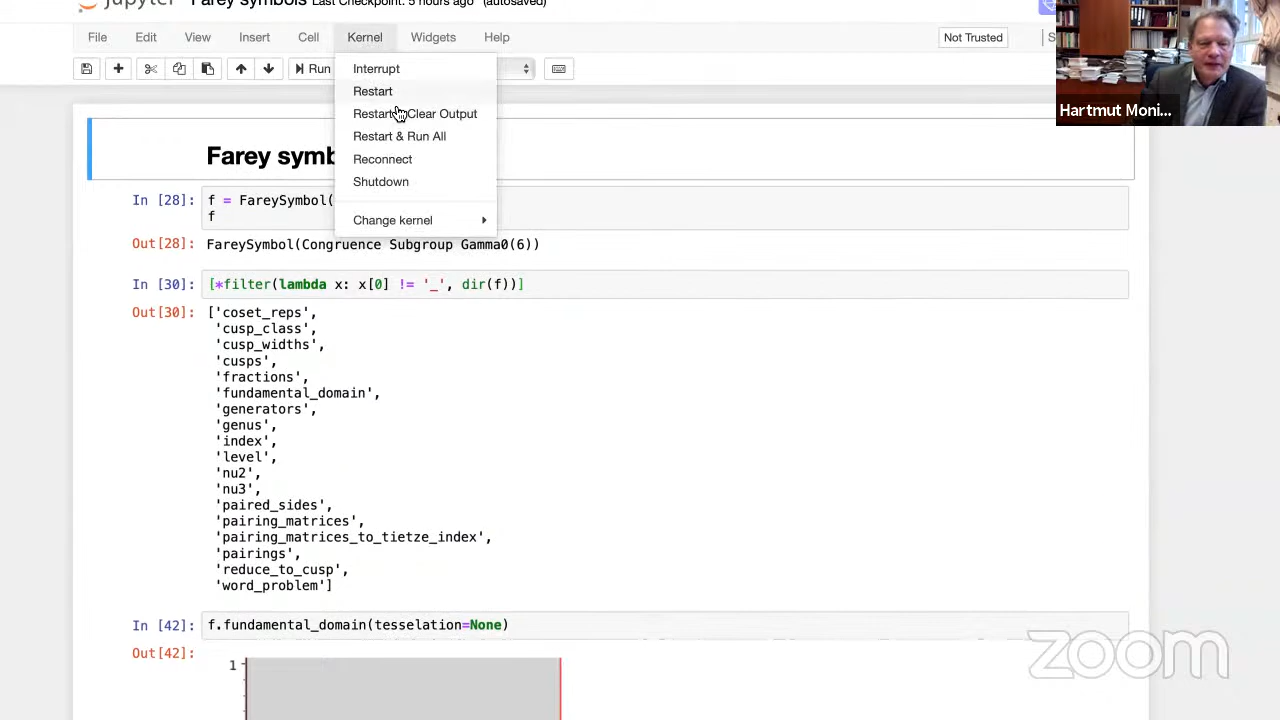 jupyter Farey symbols Last Checkpoint: 5 hours ago (autosaved)
File Edit View Insert Cell Kernel Widgets Help
Not Trusted
Run
Interrupt
Restart
Restart Clear Output
Restart & Run All
Reconnect
Shutdown
Change kernel
Farey symb
In [28]: f = FareySymbol(
f
Out[28]: FareySymbol(Congruence Subgroup Gamma0(6))
In [30]: [*filter(lambda x: x[0] != '_', dir(f))]
Out[30]: ['coset_reps',
'cusp_class',
'cusp_widths',
'cusps',
'fractions',
'fundamental_domain',
'generators',
'genus',
'index',
'level',
'nu2',
'nu3',
'paired_sides',
'pairing_matrices',
'pairing_matrices_to_tietze_index',
'pairings',
'reduce_to_cusp',
'word_problem']
In [42]: f.fundamental_domain(tesselation=None)
Out[42]:
1
Hartmut Moni...
zoom